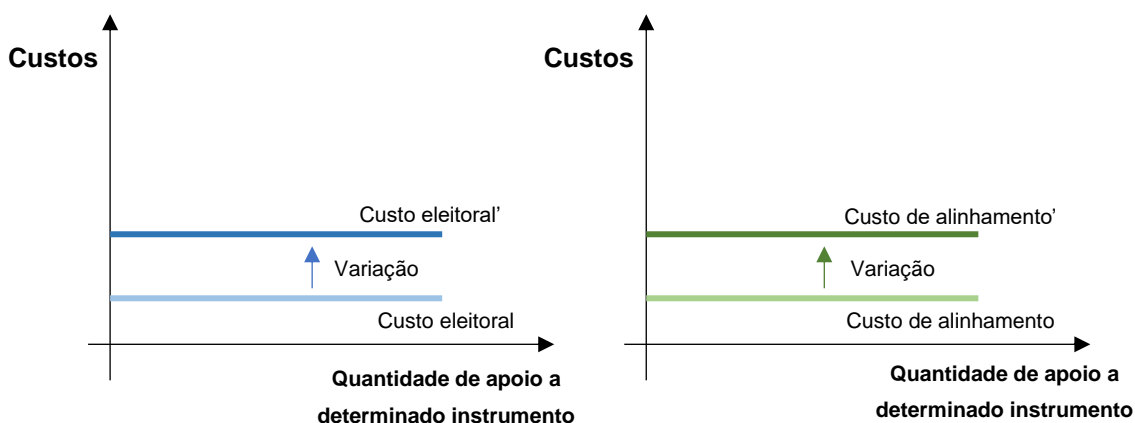 Custos
Custo eleitoral’
Variação
Custo eleitoral
Quantidade de apoio a
determinado instrumento
Custos
Custo de alinhamento’
Variação
Custo de alinhamento
Quantidade de apoio a
determinado instrumento